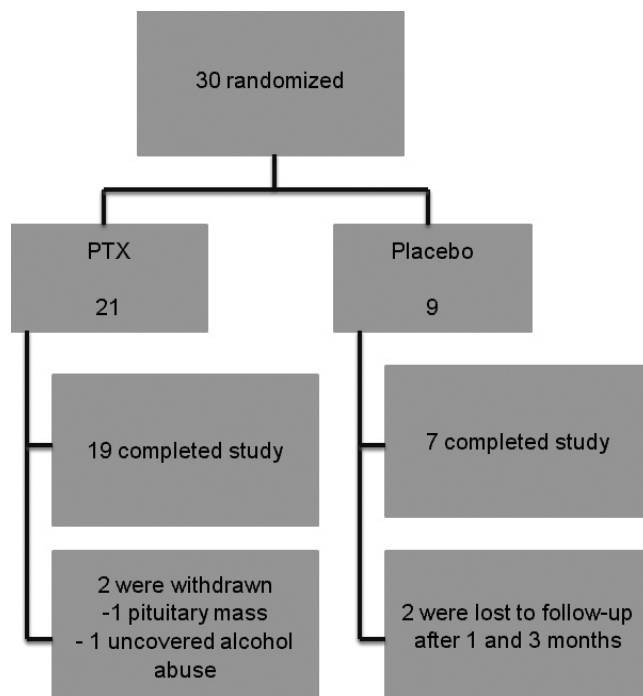 30 randomized
PTX
21
Placebo
9
19 completed study
7 completed study
2 were withdrawn
-1 pituitary mass
- 1 uncovered alcohol
abuse
2 were lost to follow-up
after 1 and 3 months